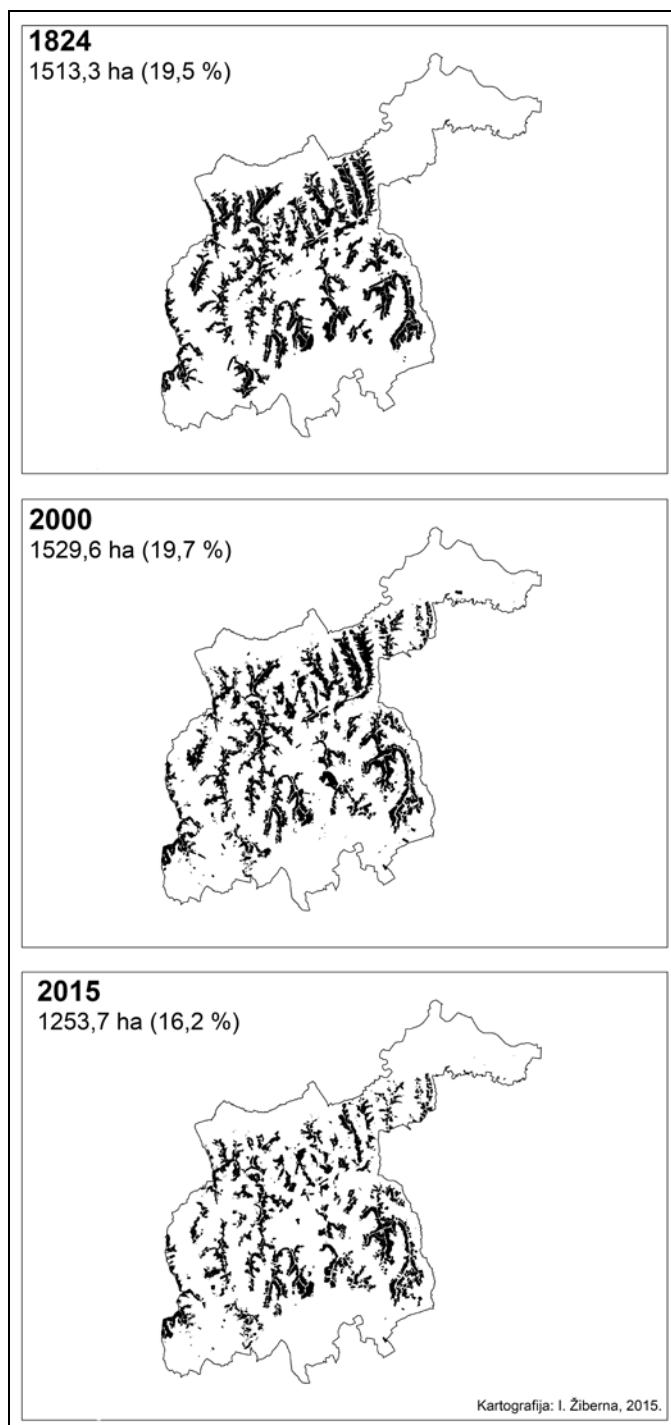 1824
1513,3 ha (19,5 %)
2000
1529,6 ha (19,7 %)
2015
1253,7 ha (16,2 %)
Kartografija: I. Žiberna, 2015.